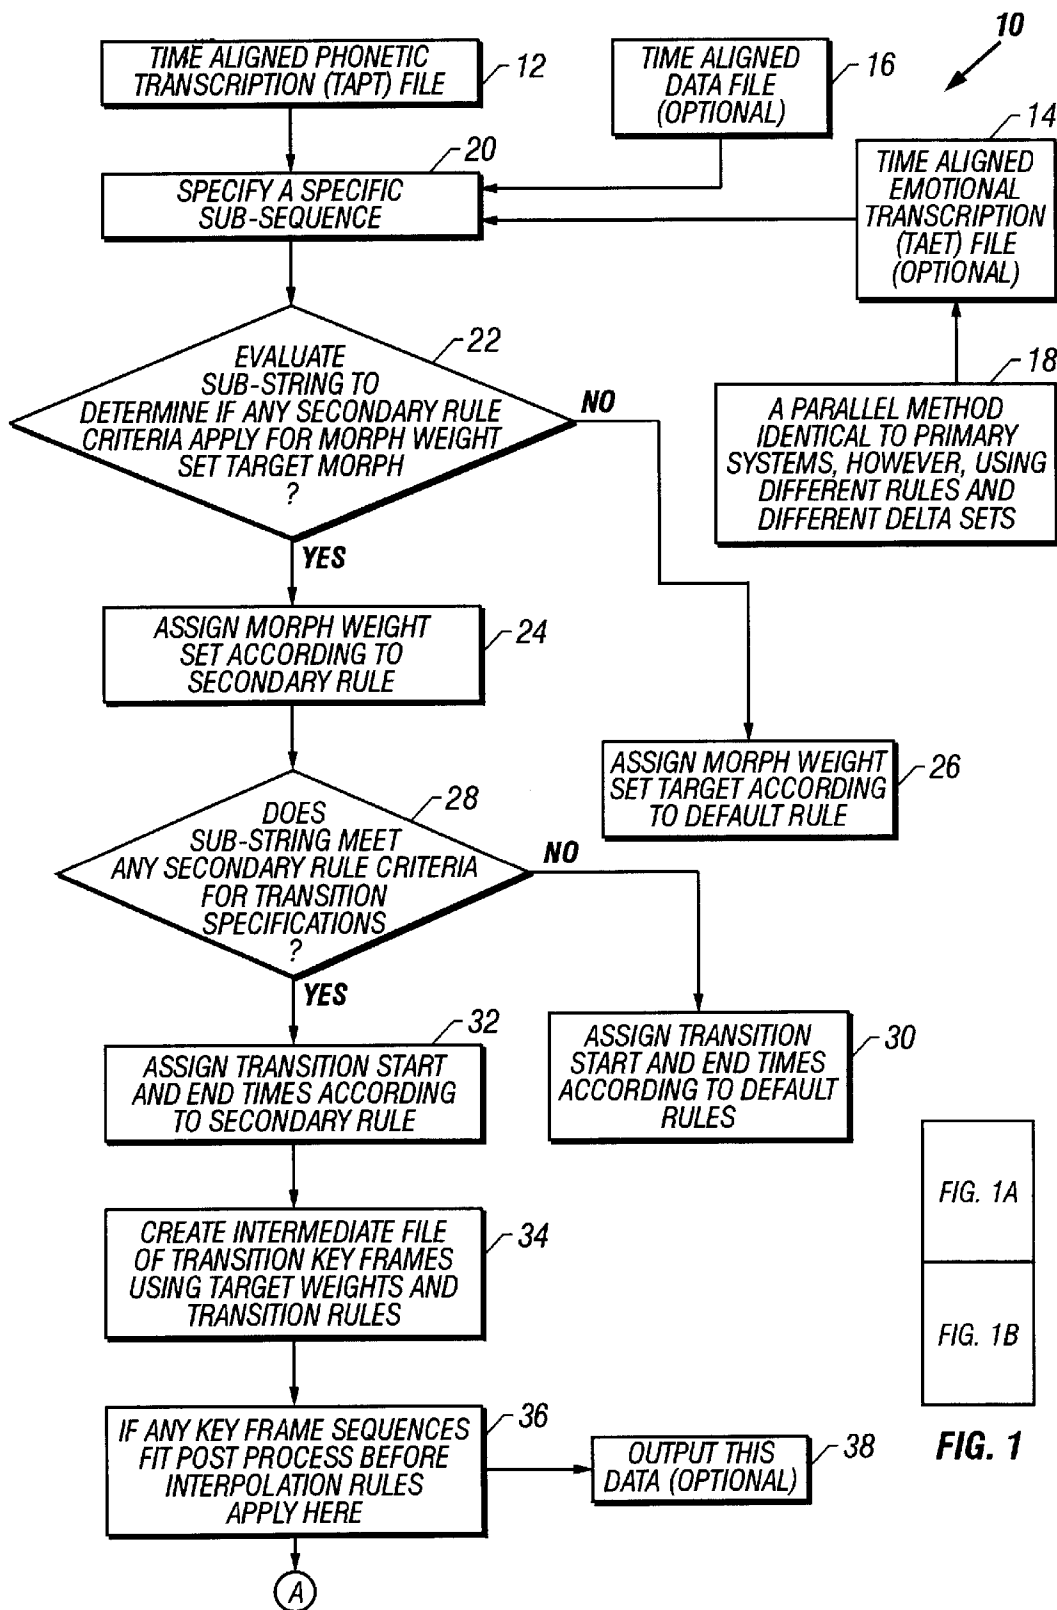 10
TIME ALIGNED PHONETIC
TRANSCRIPTION (TAPT) FILE
12
TIME ALIGNED
DATA FILE
(OPTIONAL)
16
14
TIME ALIGNED
EMOTIONAL
TRANSCRIPTION
(TAET) FILE
(OPTIONAL)
20
SPECIFY A SPECIFIC
SUB-SEQUENCE
18
A PARALLEL METHOD
IDENTICAL TO PRIMARY
SYSTEMS, HOWEVER, USING
DIFFERENT RULES AND
DIFFERENT DELTA SETS
22
EVALUATE
SUB-STRING TO
DETERMINE IF ANY SECONDARY RULE
CRITERIA APPLY FOR MORPH WEIGHT
SET TARGET MORPH
?
NO
YES
ASSIGN MORPH WEIGHT
SET ACCORDING TO
SECONDARY RULE
24
ASSIGN MORPH WEIGHT
SET TARGET ACCORDING
TO DEFAULT RULE
26
28
DOES
SUB-STRING MEET
ANY SECONDARY RULE CRITERIA
FOR TRANSITION
SPECIFICATIONS
?
NO
YES
32
ASSIGN TRANSITION START
AND END TIMES ACCORDING
TO SECONDARY RULE
ASSIGN TRANSITION
START AND END TIMES
ACCORDING TO DEFAULT
RULES
30
CREATE INTERMEDIATE FILE
OF TRANSITION KEY FRAMES
USING TARGET WEIGHTS AND
TRANSITION RULES
34
IF ANY KEY FRAME SEQUENCES
FIT POST PROCESS BEFORE
INTERPOLATION RULES
APPLY HERE
36
OUTPUT THIS
DATA (OPTIONAL)
38
A
FIG. 1A
FIG. 1B
FIG. 1